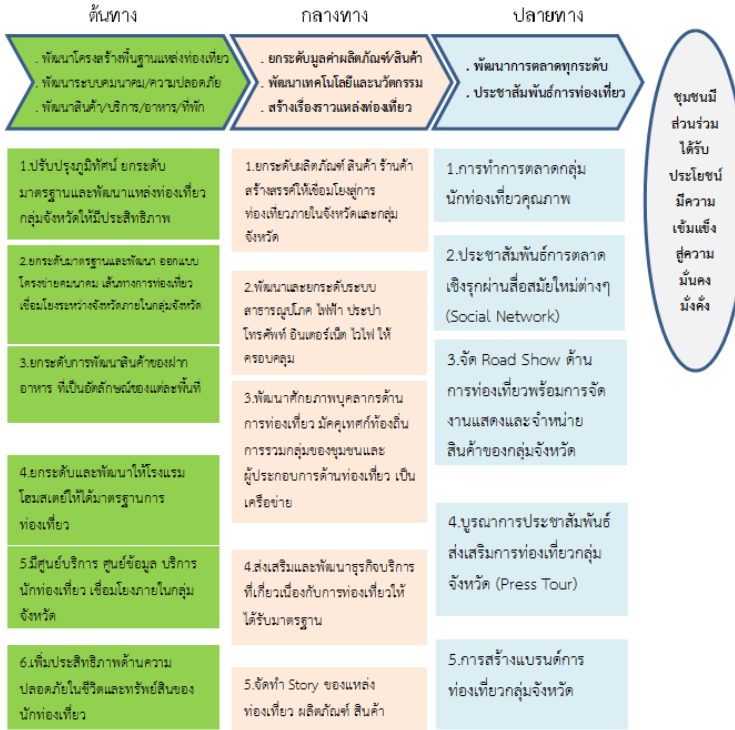 ต้นทาง
กลางทาง
ปลายทาง
. พัฒนาโครงสร้างพื้นฐานแหล่งท่องเที่ยว
. พัฒนาระบบคมนาคม/ความปลอดภัย
. พัฒนาสินค้า/บริการ/อาหาร/ที่พัก
. ยกระดับมูลค่าผลิตภัณฑ์/สินค้า
. พัฒนาเทคโนโลยีและนวัตกรรม
. สร้างเรื่องราวแหล่งท่องเที่ยว
. พัฒนาการตลาดทุกระดับ
. ประชาสัมพันธ์การท่องเที่ยว
ชุมชนมี
ส่วนร่วม
ได้รับ
ประโยชน์
มีความ
เข้มแข็ง
สู่ความ
มั่นคง
มั่งคั่ง
1.ปรับปรุงภูมิทัศน์ ยกระดับ
มาตรฐานและพัฒนาแหล่งท่องเที่ยว
กลุ่มจังหวัดให้มีประสิทธิภาพ
2.ยกระดับมาตรฐานและพัฒนา ออกแบบ
โครงข่ายคมนาคม เส้นทางการท่องเที่ยว
เชื่อมโยงระหว่างจังหวัดภายในกลุ่มจังหวัด
3.ยกระดับการพัฒนาสินค้าของฝาก
อาหาร ที่เป็นอัตลักษณ์ของแต่ละพื้นที่
4.ยกระดับและพัฒนาให้โรงแรม
โฮมสเตย์ให้ได้มาตรฐานการ
ท่องเที่ยว
5.มีศูนย์บริการ ศูนย์ข้อมูล บริการ
นักท่องเที่ยว เชื่อมโยงภายในกลุ่ม
จังหวัด
6.เพิ่มประสิทธิภาพด้านความ
ปลอดภัยในชีวิตและทรัพย์สินของ
นักท่องเที่ยว
1.ยกระดับผลิตภัณฑ์ สินค้า ร้านค้า
สร้างสรรค์ให้เชื่อมโยงสู่การ
ท่องเที่ยวภายในจังหวัดและกลุ่ม
จังหวัด
2.พัฒนาและยกระดับระบบ
สาธารณูปโภค ไฟฟ้า ประปา
โทรศัพท์ อินเตอร์เน็ต ไวไฟ ให้
ครอบคลุม
3.พัฒนาศักยภาพบุคลากรด้าน
การท่องเที่ยว มัคคุเทศก์ท้องถิ่น
การรวมกลุ่มของชุมชนและ
ผู้ประกอบการด้านท่องเที่ยว เป็น
เครือข่าย
4.ส่งเสริมและพัฒนาธุรกิจบริการ
ที่เกี่ยวเนื่องกับการท่องเที่ยวให้
ได้รับมาตรฐาน
5.จัดทำ Story ของแหล่ง
ท่องเที่ยว ผลิตภัณฑ์ สินค้า
1.การทำการตลาดกลุ่ม
นักท่องเที่ยวคุณภาพ
2.ประชาสัมพันธ์การตลาด
เชิงรุกผ่านสื่อสมัยใหม่ต่างๆ
(Social Network)
3.จัด Road Show ด้าน
การท่องเที่ยวพร้อมการจัด
งานแสดงและจำหน่าย
สินค้าของกลุ่มจังหวัด
4.บูรณาการประชาสัมพันธ์
ส่งเสริมการท่องเที่ยวกลุ่ม
จังหวัด (Press Tour)
5.การสร้างแบรนด์การ
ท่องเที่ยวกลุ่มจังหวัด